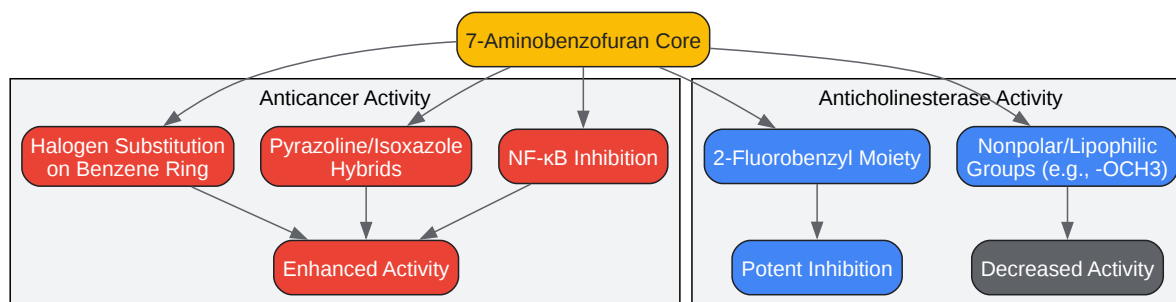 7-Aminobenzofuran Core
Anticancer Activity
Anticholinesterase Activity
Halogen Substitution
on Benzene Ring
Pyrazoline/Isoxazole
Hybrids
NF-κB Inhibition
2-Fluorobenzyl Moiety
Nonpolar/Lipophilic
Groups (e.g., -OCH3)
Enhanced Activity
Potent Inhibition
Decreased Activity